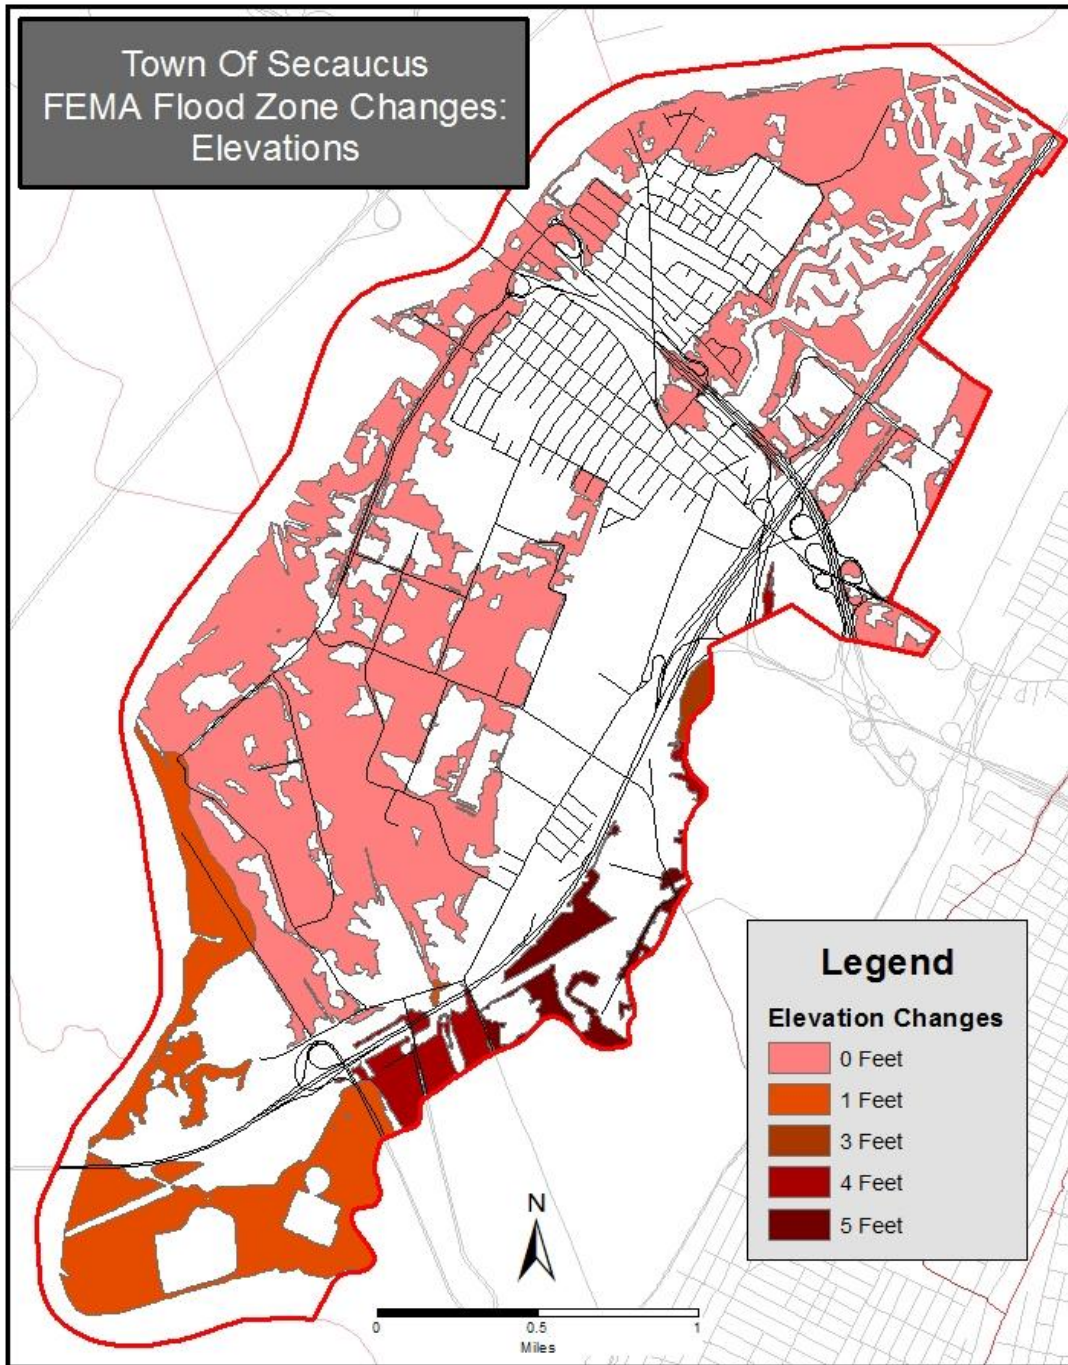 Town Of Secaucus
FEMA Flood Zone Changes:
Elevations
Legend
Elevation Changes
0 Feet
1 Feet
3 Feet
4 Feet
5 Feet
N
0 0.5 1
Miles